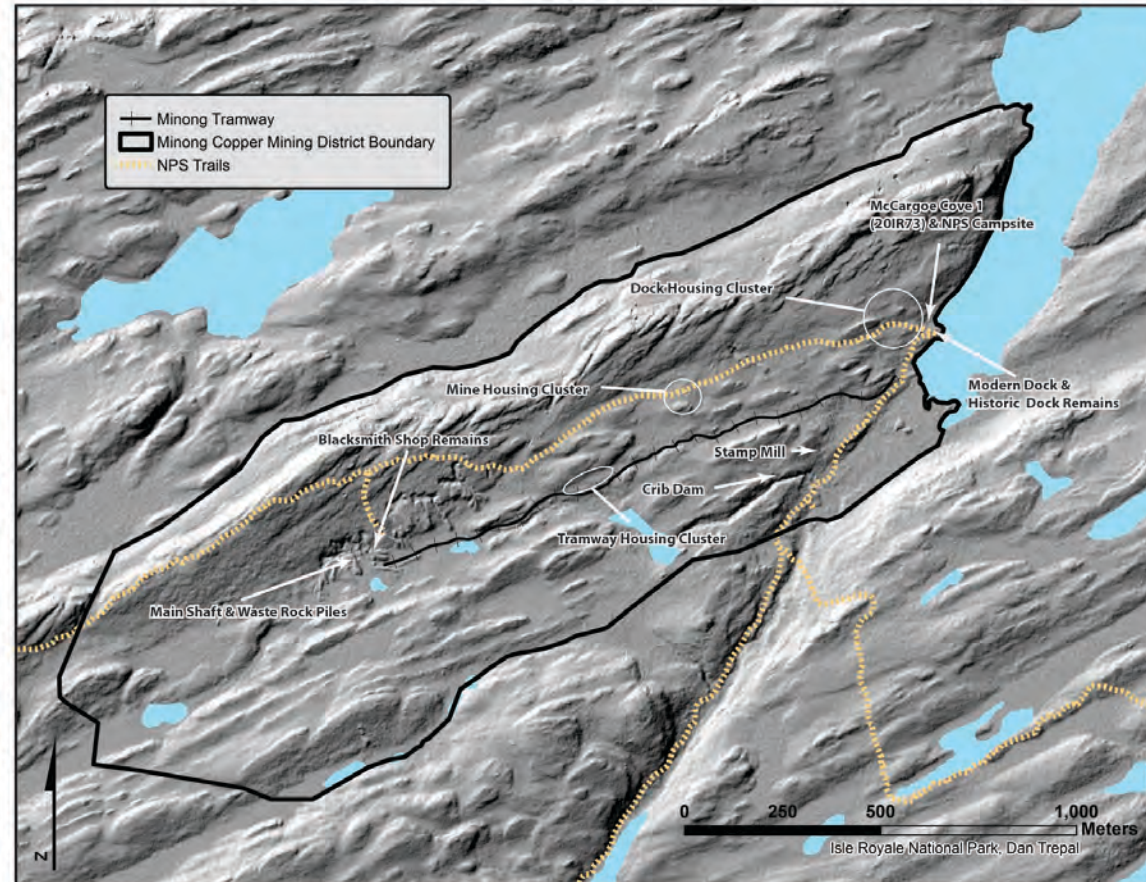 Minong Tramway
Minong Copper Mining District Boundary
NPS Trails
McCargoe Cove 1
(20IR73) & NPS Campsite
Dock Housing Cluster
Mine Housing Cluster
Modern Dock &
Historic Dock Remains
Blacksmith Shop Remains
Stamp Mill
Crib Dam
Tramway Housing Cluster
Main Shaft & Waste Rock Piles
N
0 250 500 1,000
Meters
Isle Royale National Park, Dan Trepal